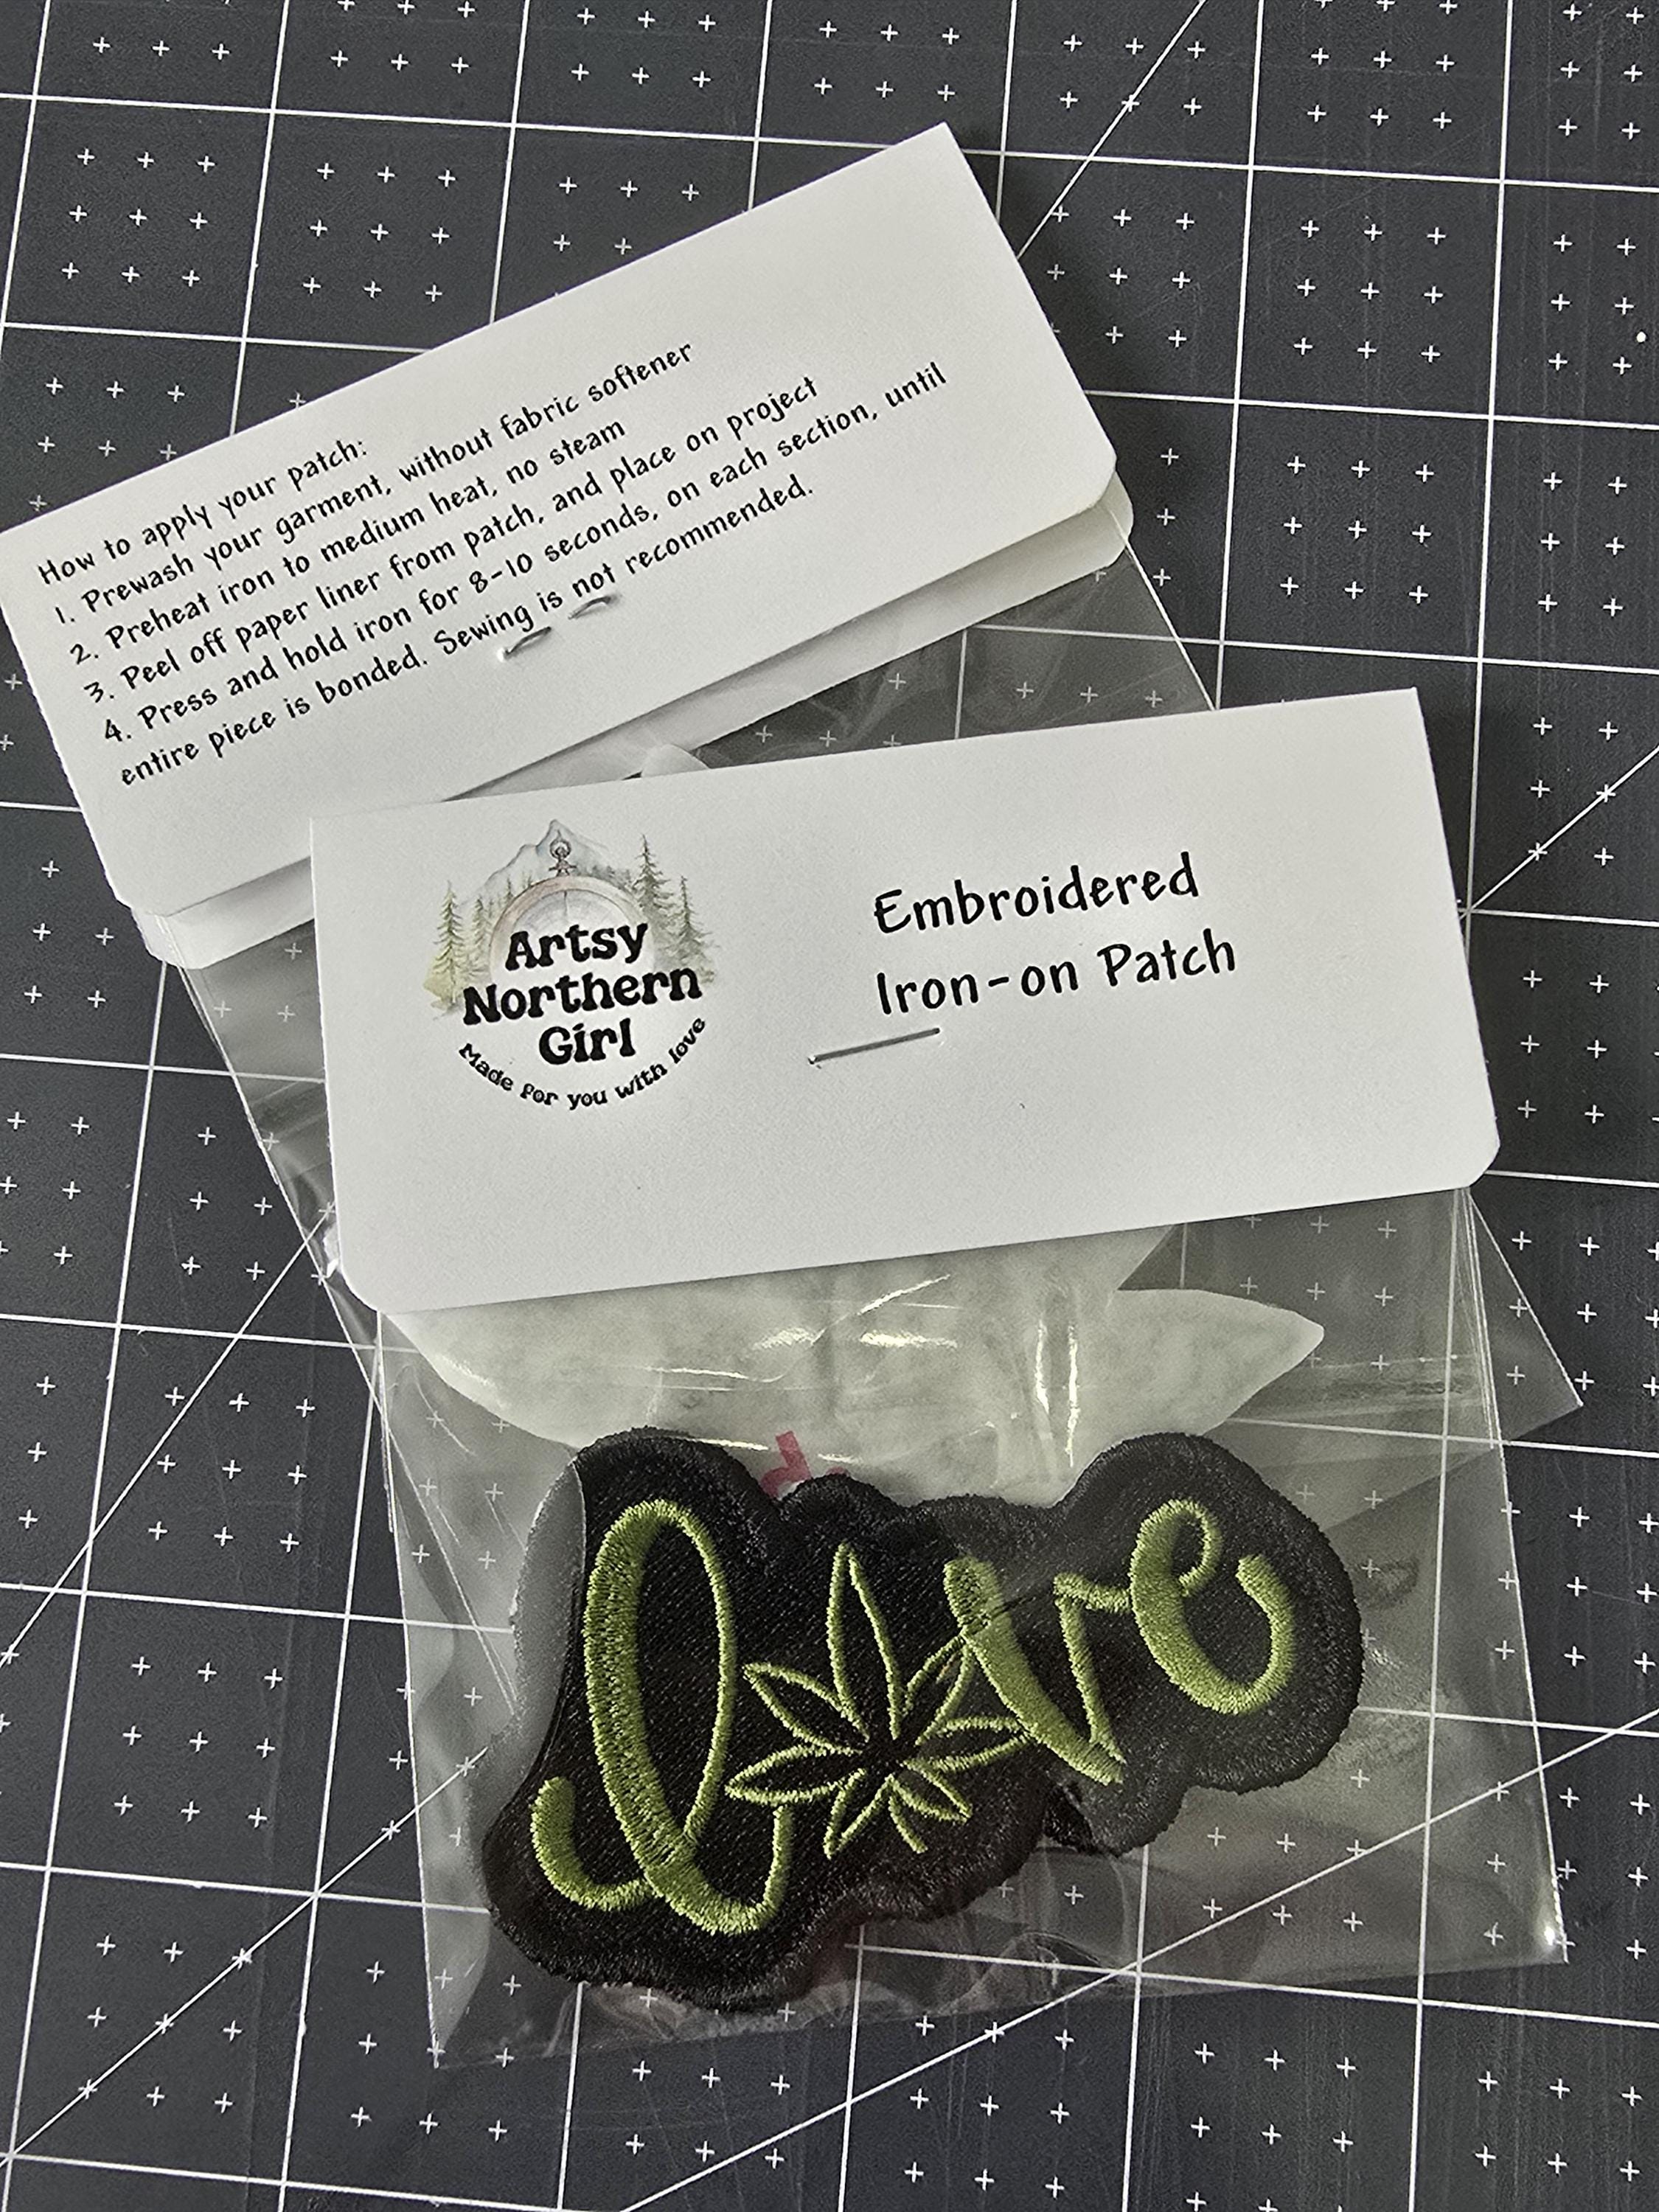 How to apply your patch:
1. Prewash your garment, without fabric softener
2. Preheat iron to medium heat, no steam
3. Peel off paper liner from patch, and place on project
4. Press and hold iron for 8-10 seconds, on each section, until
entire piece is bonded. Sewing is not recommended.
Artsy
Northern
Girl
Made for you with love
Embroidered
Iron-on Patch
love